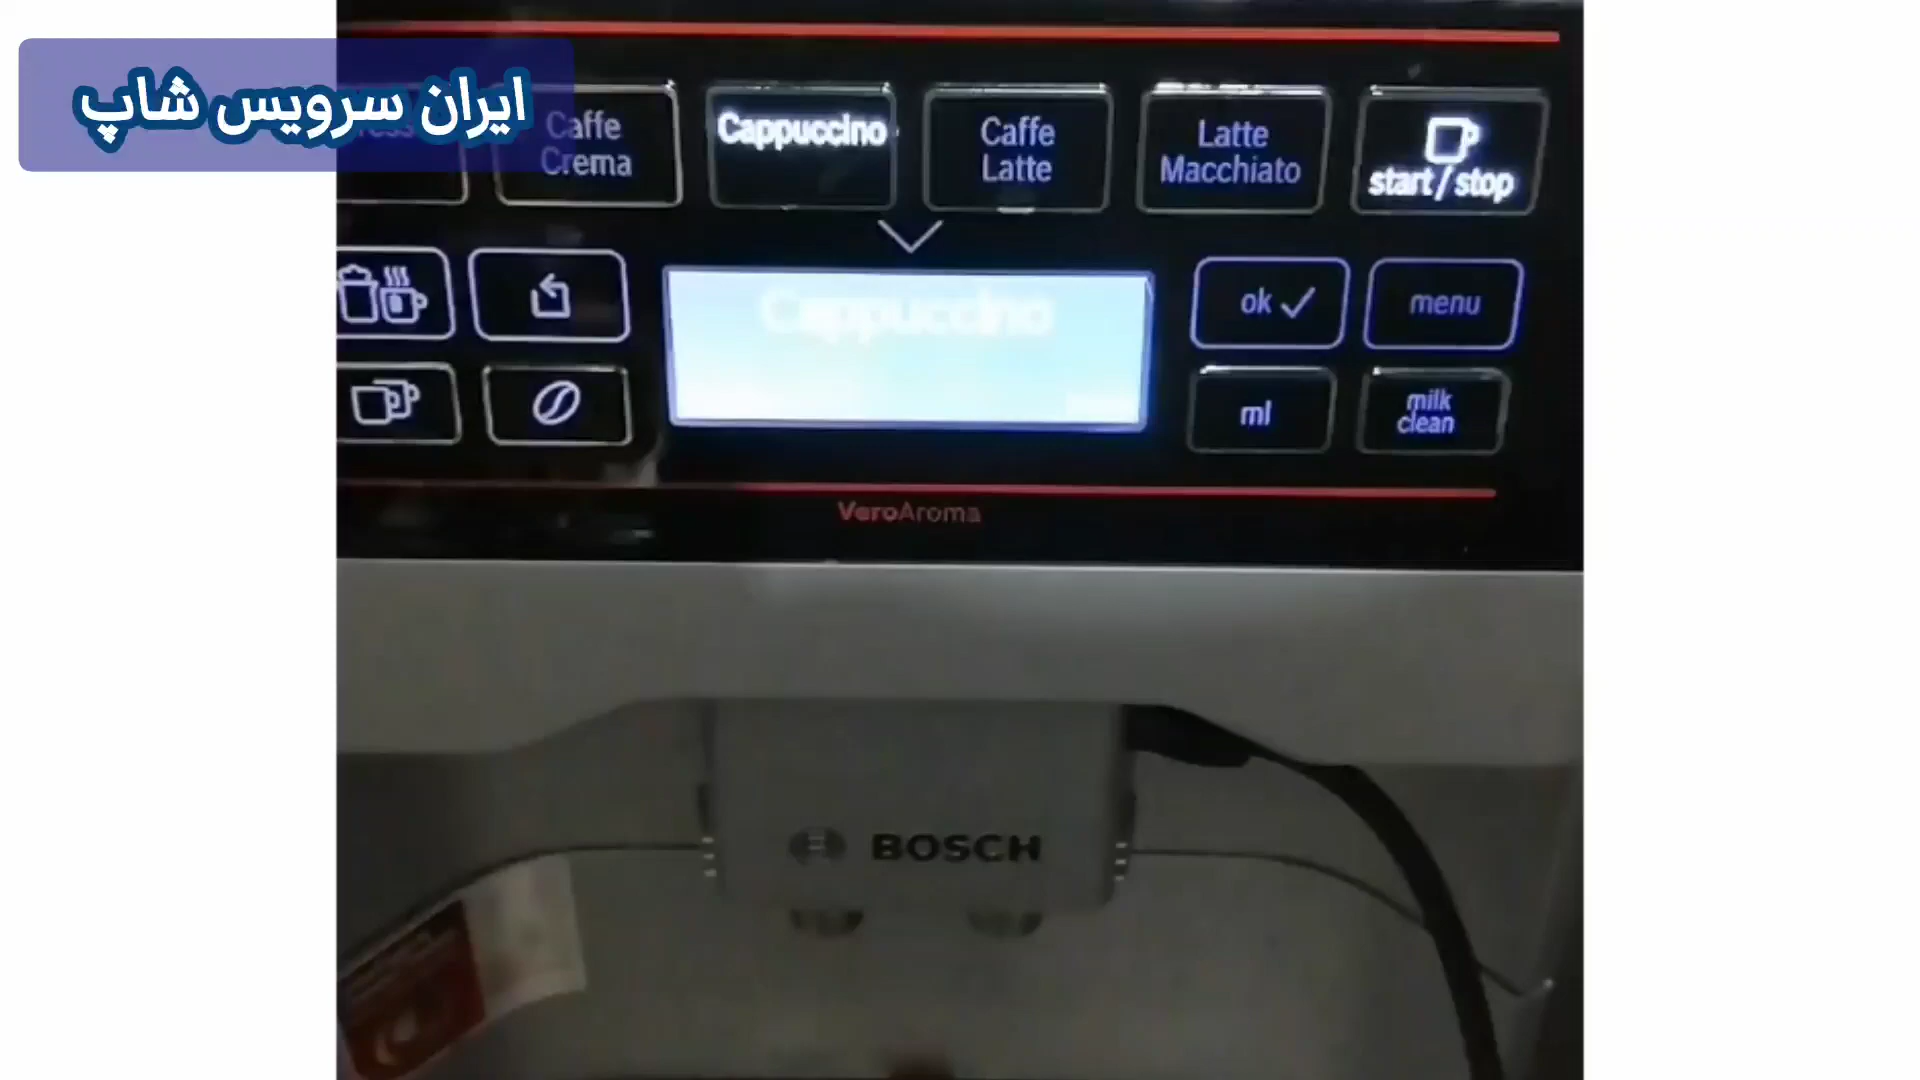 ایران سرویس شاپ
Caffe
Crema
Cappuccino
Caffe
Latte
Latte
Macchiato
start / stop
Cappuccino
ok
menu
ml
milk
clean
VeroAroma
BOSCH